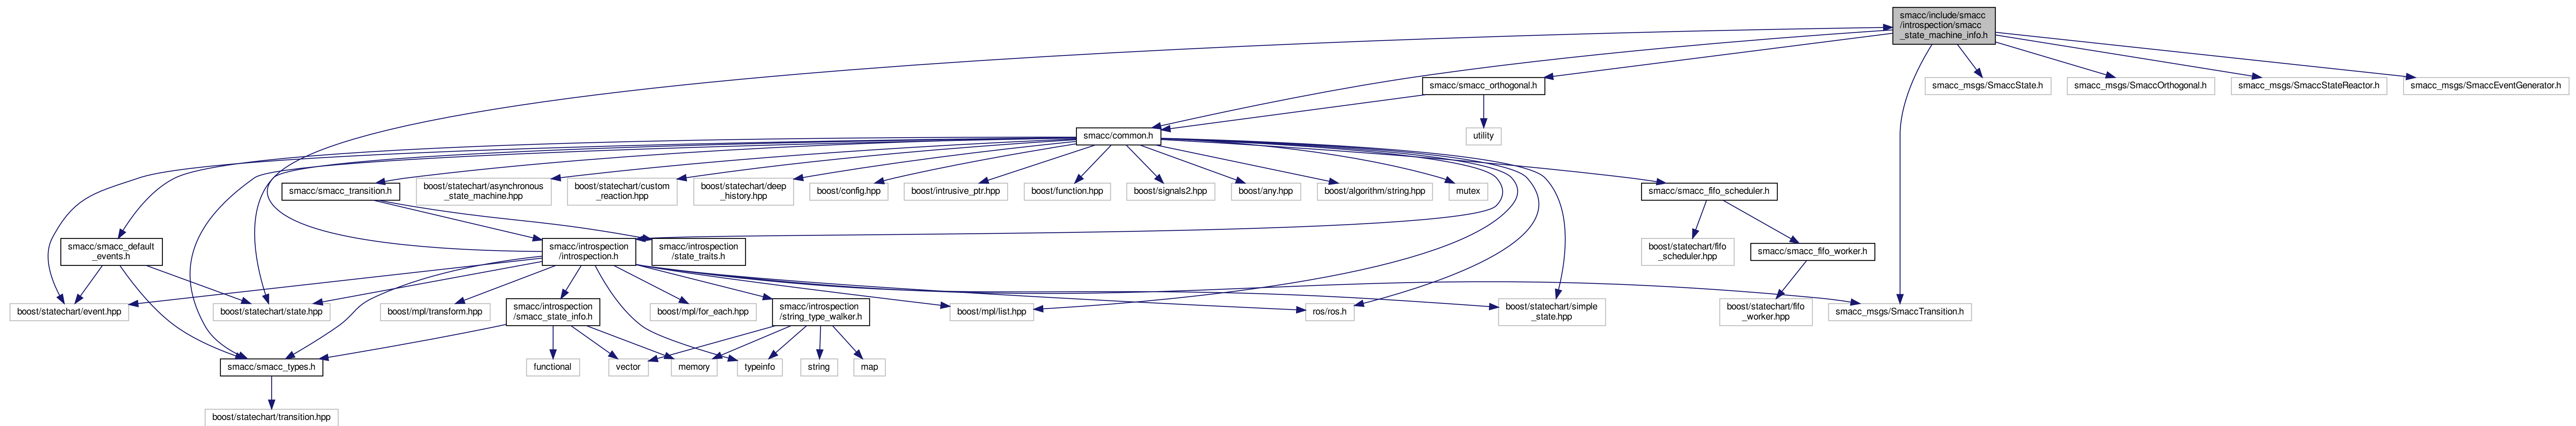 smacc/include/smacc
/introspection/smacc
_state_machine_info.h
smacc/smacc_orthogonal.h
smacc_msgs/SmaccState.h
smacc_msgs/SmaccOrthogonal.h
smacc_msgs/SmaccStateReactor.h
smacc_msgs/SmaccEventGenerator.h
smacc/common.h
utility
smacc/smacc_transition.h
boost/statechart/asynchronous
_state_machine.hpp
boost/statechart/custom
_reaction.hpp
boost/statechart/deep
_history.hpp
boost/config.hpp
boost/intrusive_ptr.hpp
boost/function.hpp
boost/signals2.hpp
boost/any.hpp
boost/algorithm/string.hpp
mutex
smacc/smacc_fifo_scheduler.h
smacc/smacc_default
_events.h
smacc/introspection
/introspection.h
smacc/introspection
/state_traits.h
boost/statechart/fifo
_scheduler.hpp
smacc/smacc_fifo_worker.h
boost/statechart/event.hpp
boost/statechart/state.hpp
boost/mpl/transform.hpp
smacc/introspection
/smacc_state_info.h
boost/mpl/for_each.hpp
smacc/introspection
/string_type_walker.h
boost/mpl/list.hpp
ros/ros.h
boost/statechart/simple
_state.hpp
boost/statechart/fifo
_worker.hpp
smacc_msgs/SmaccTransition.h
smacc/smacc_types.h
functional
vector
memory
typeinfo
string
map
boost/statechart/transition.hpp